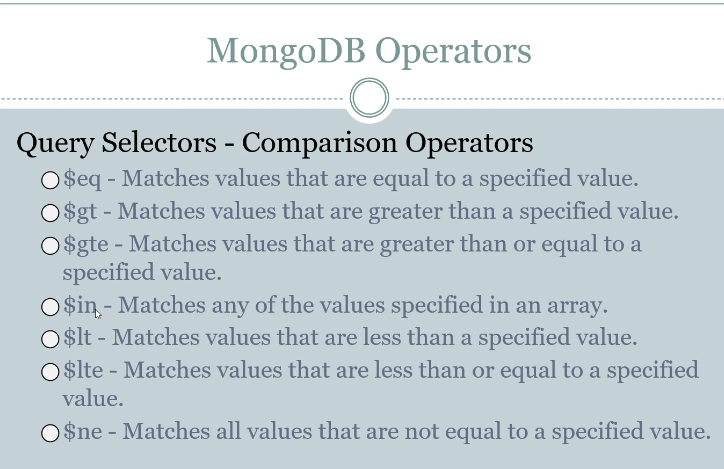 MongoDB Operators
Query Selectors - Comparison Operators
$eq - Matches values that are equal to a specified value.
$gt - Matches values that are greater than a specified value.
$gte - Matches values that are greater than or equal to a
specified value.
$in - Matches any of the values specified in an array.
$lt - Matches values that are less than a specified value.
$lte - Matches values that are less than or equal to a specified
value.
$ne - Matches all values that are not equal to a specified value.